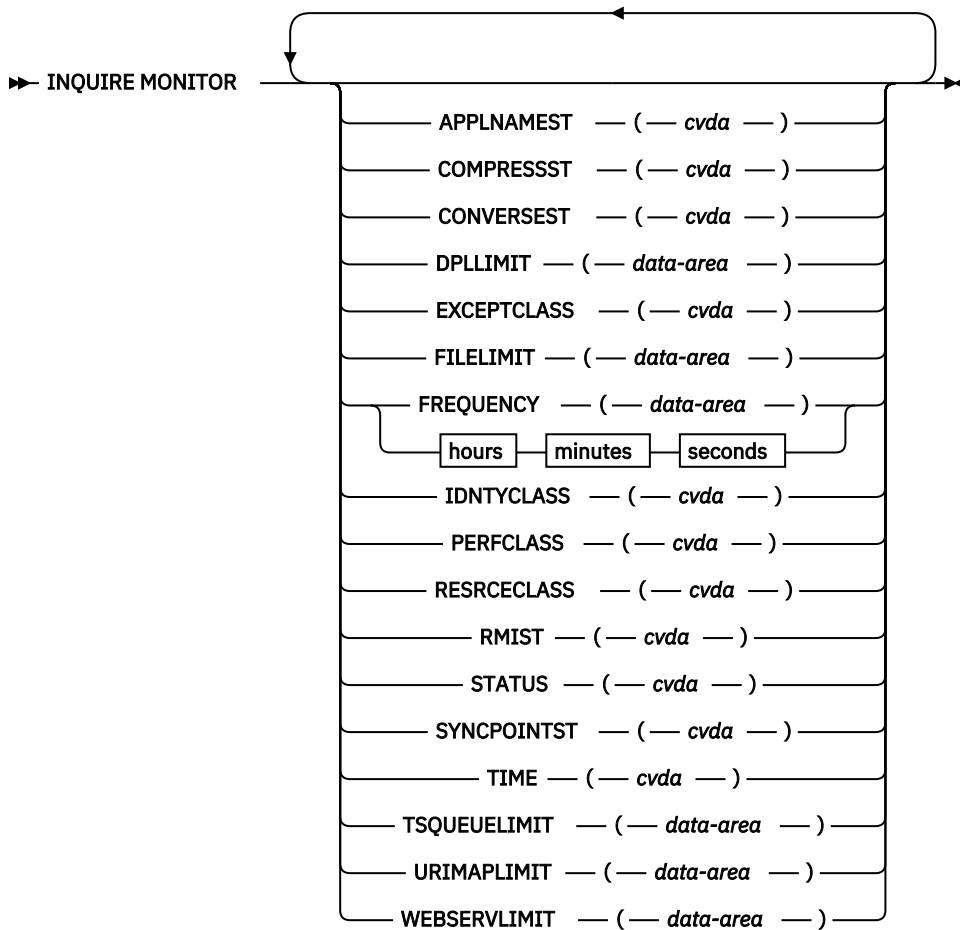 INQUIRE MONITOR
APPLNAMEST ( cvda )
COMPRESSST ( cvda )
CONVERSEST ( cvda )
DPLLIMIT ( data-area )
EXCEPTCLASS ( cvda )
FILELIMIT ( data-area )
FREQUENCY ( data-area )
hours minutes seconds
IDNTYCLASS ( cvda )
PERFCLASS ( cvda )
RESRCECLASS ( cvda )
RMIST ( cvda )
STATUS ( cvda )
SYNCPOINTST ( cvda )
TIME ( cvda )
TSQUEUELIMIT ( data-area )
URIMAPLIMIT ( data-area )
WEBSERVLIMIT ( data-area )